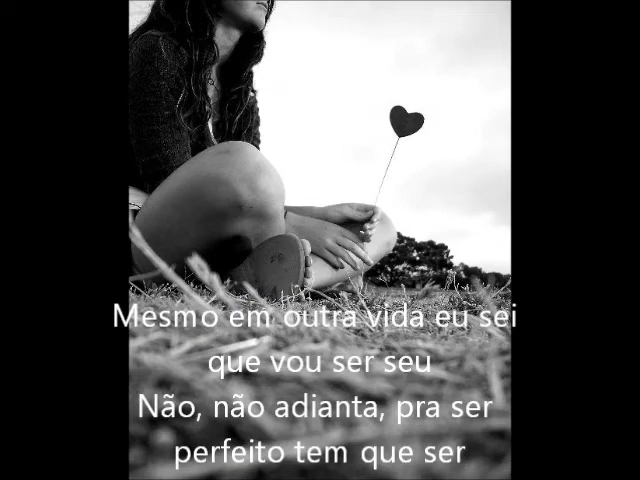 Mesmo em outra vida eu sei
que vou ser seu
Não, não adianta, pra ser
perfeito tem que ser